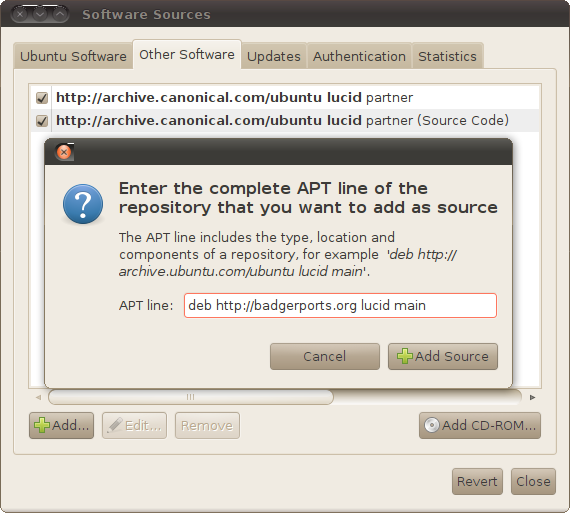 Software Sources
Ubuntu Software Other Software Updates Authentication Statistics
http://archive.canonical.com/ubuntu lucid partner
http://archive.canonical.com/ubuntu lucid partner (Source Code)
Enter the complete APT line of the
repository that you want to add as source
The APT line includes the type, location and
components of a repository, for example 'deb http://
archive.ubuntu.com/ubuntu lucid main'.
APT line: deb http://badgerports.org lucid main
Cancel Add Source
Add... Edit... Remove Add CD-ROM...
Revert Close